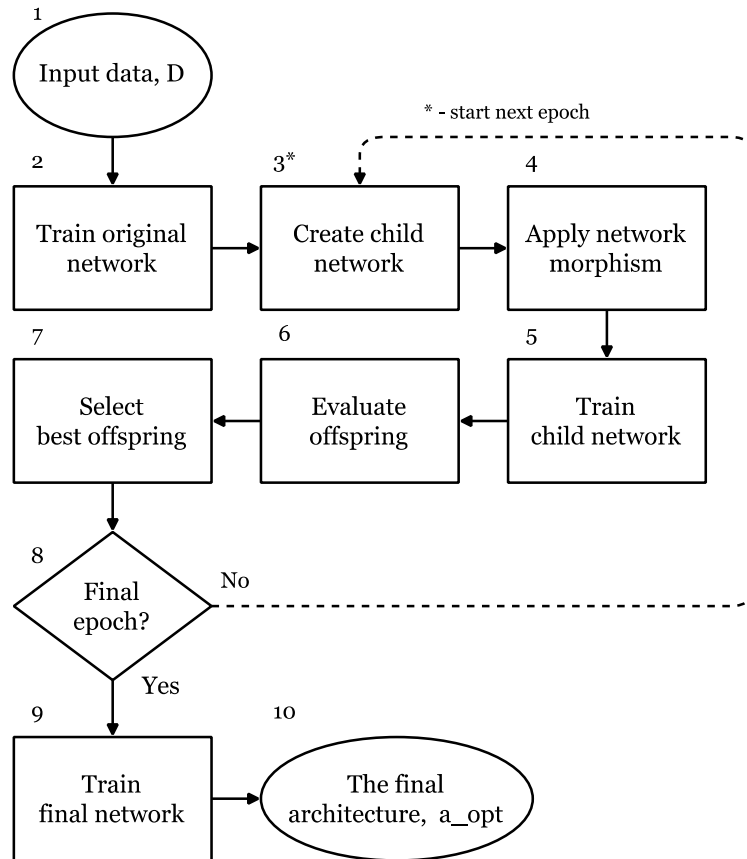 1
Input data, D
* - start next epoch
2
3*
4
Train original
network
Create child
network
Apply network
morphism
7
6
5
Select
best offspring
Evaluate
offspring
Train
child network
8
Final
epoch?
No
Yes
9
10
Train
final network
The final
architecture, a_opt